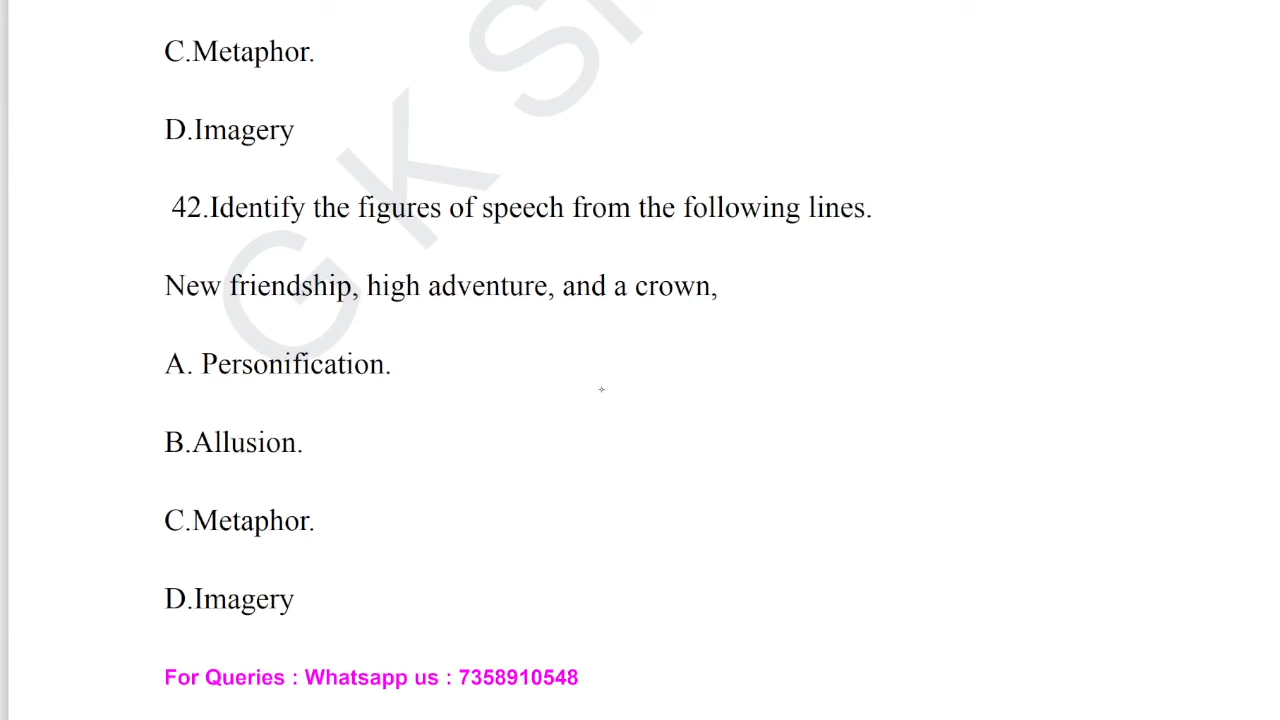 C.Metaphor.
D.Imagery
42.Identify the figures of speech from the following lines.
New friendship, high adventure, and a crown,
A. Personification.
B.Allusion.
C.Metaphor.
D.Imagery
For Queries : Whatsapp us : 7358910548
G K S